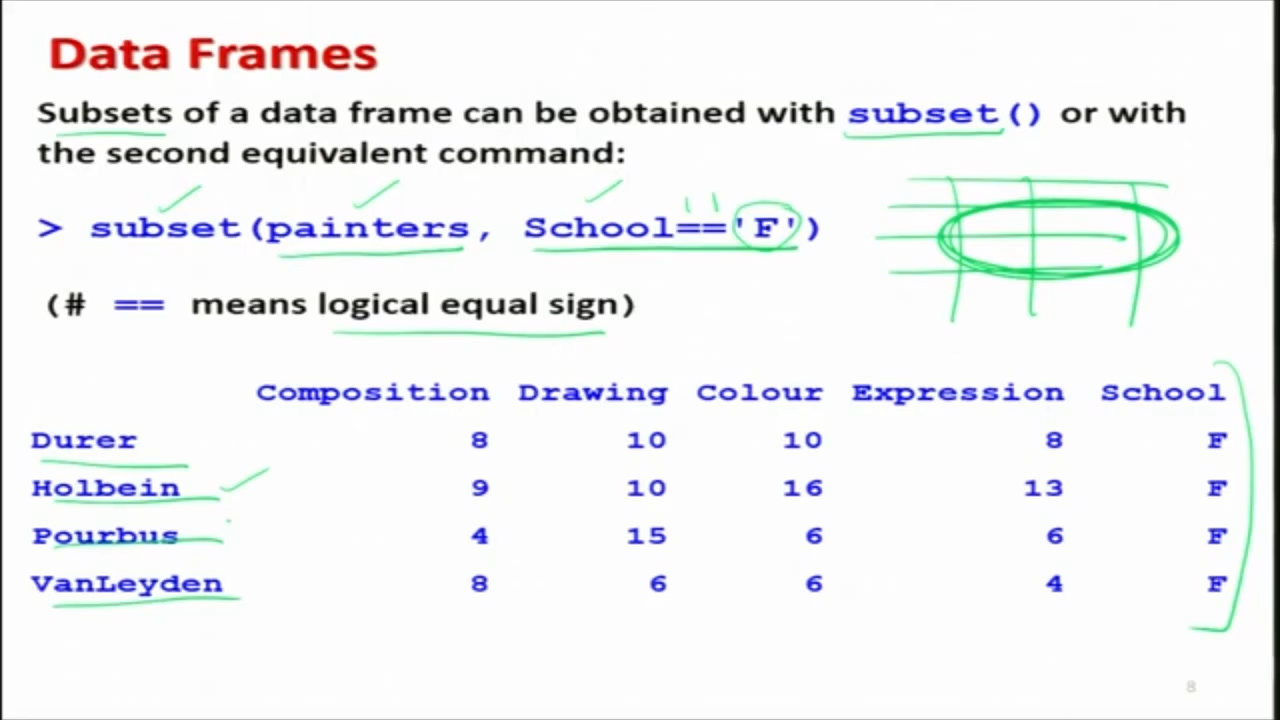 Data Frames
Subsets of a data frame can be obtained with subset() or with
the second equivalent command:
> subset(painters, School=='F')
(# == means logical equal sign)
Composition Drawing Colour Expression School
Durer 8 10 10 8 F
Holbein 9 10 16 13 F
Pourbus 4 15 6 6 F
VanLeyden 8 6 6 4 F
8